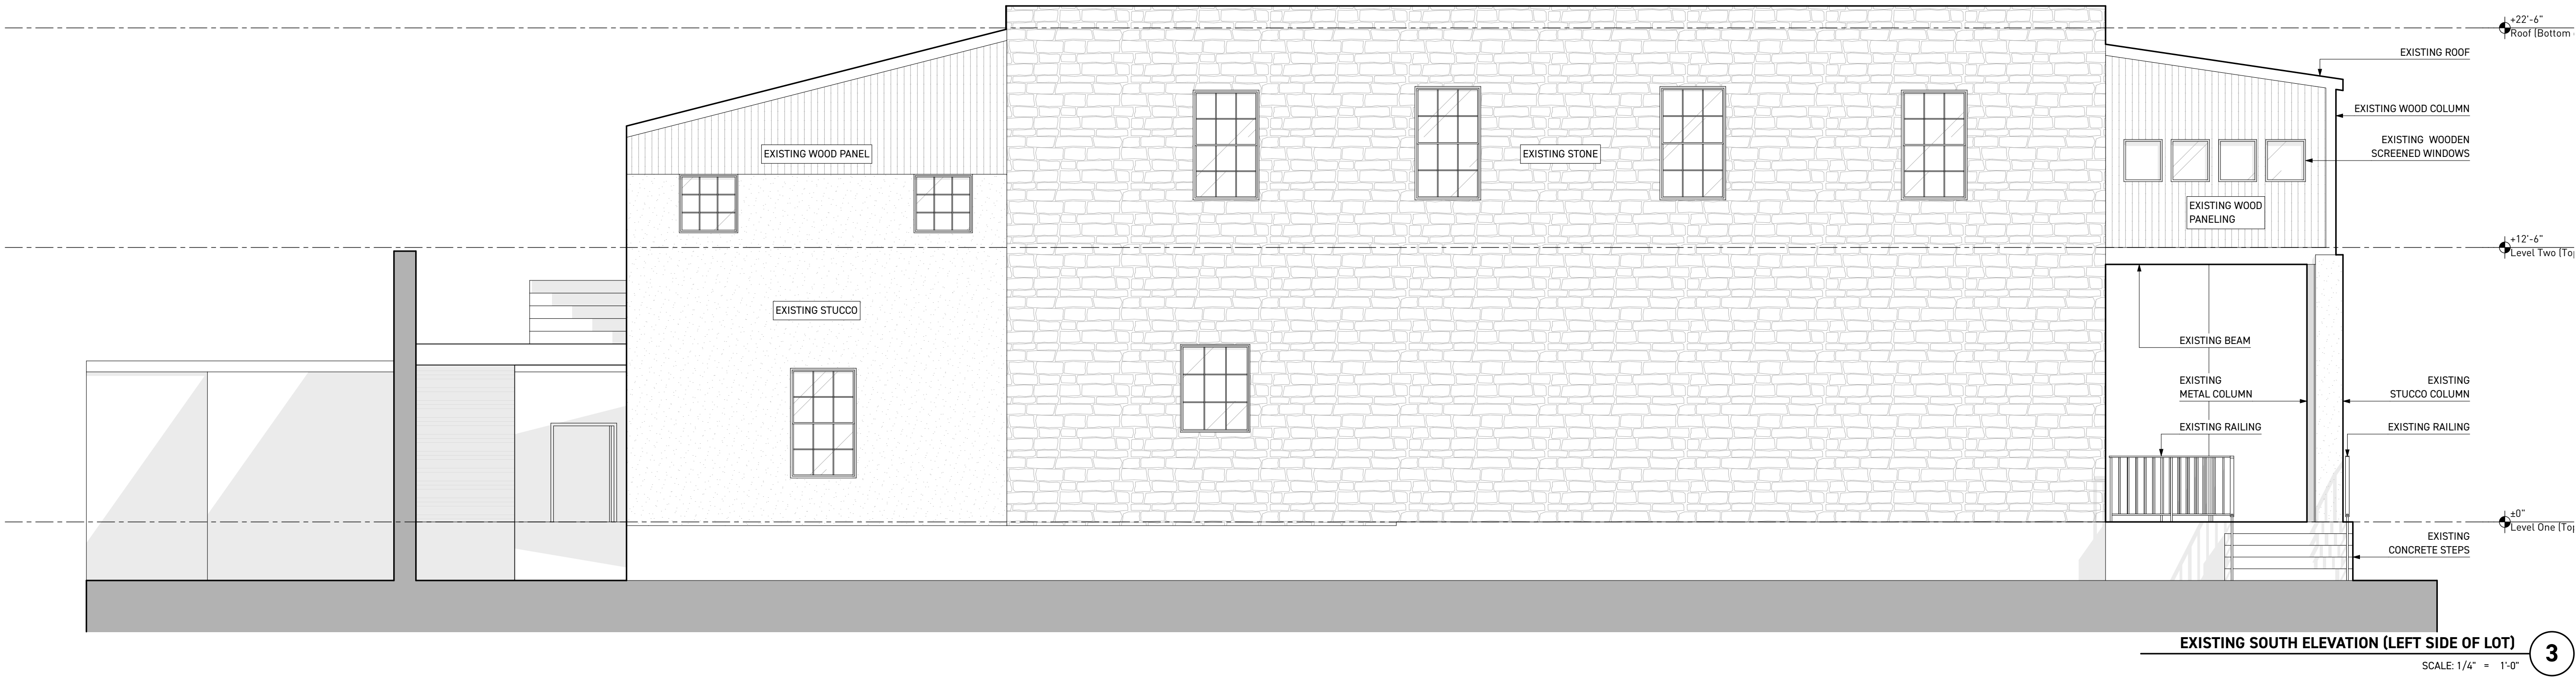 +22'-6"
Roof (Bottom
EXISTING ROOF
EXISTING WOOD COLUMN
EXISTING WOODEN
SCREENED WINDOWS
EXISTING WOOD PANEL
EXISTING STONE
EXISTING WOOD
PANELING
+12'-6"
Level Two (To
EXISTING STUCCO
EXISTING BEAM
EXISTING
METAL COLUMN
EXISTING
STUCCO COLUMN
EXISTING RAILING
EXISTING RAILING
±0"
Level One (To
EXISTING
CONCRETE STEPS
EXISTING SOUTH ELEVATION (LEFT SIDE OF LOT)
3
SCALE: 1/4" = 1'-0"